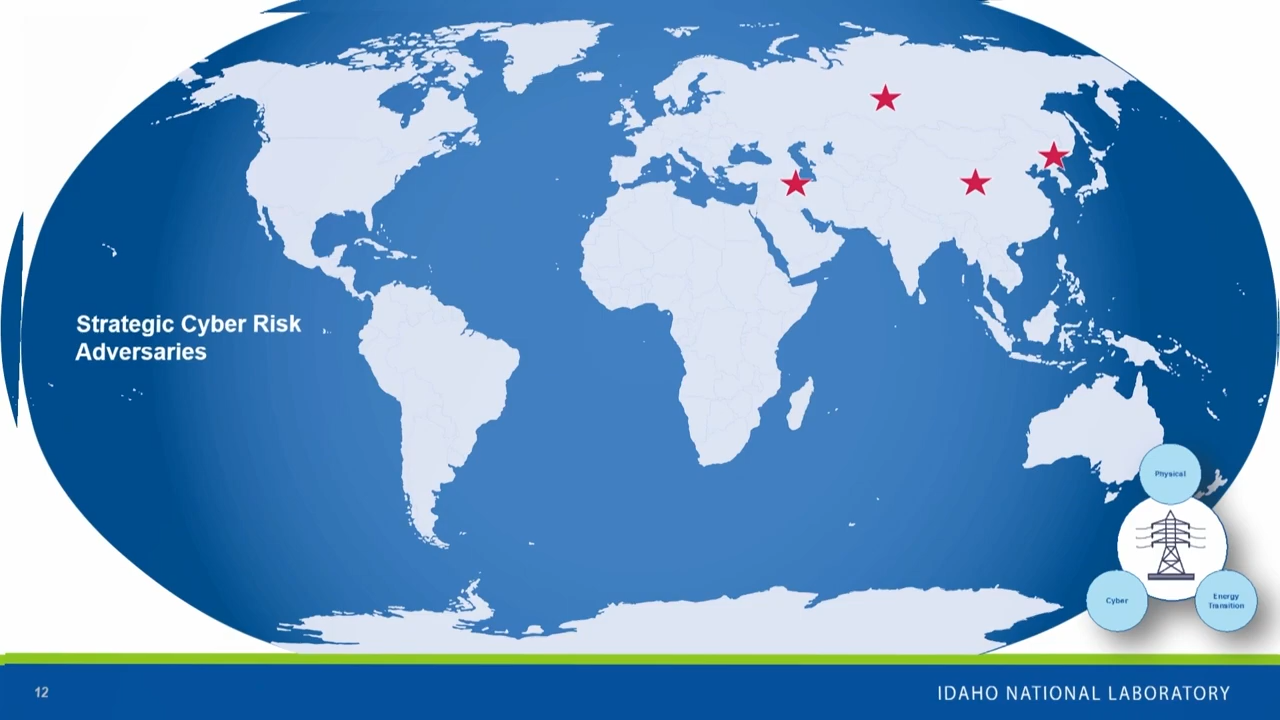 Strategic Cyber Risk
Adversaries
Physical
Cyber
Energy
Transition
12
IDAHO NATIONAL LABORATORY